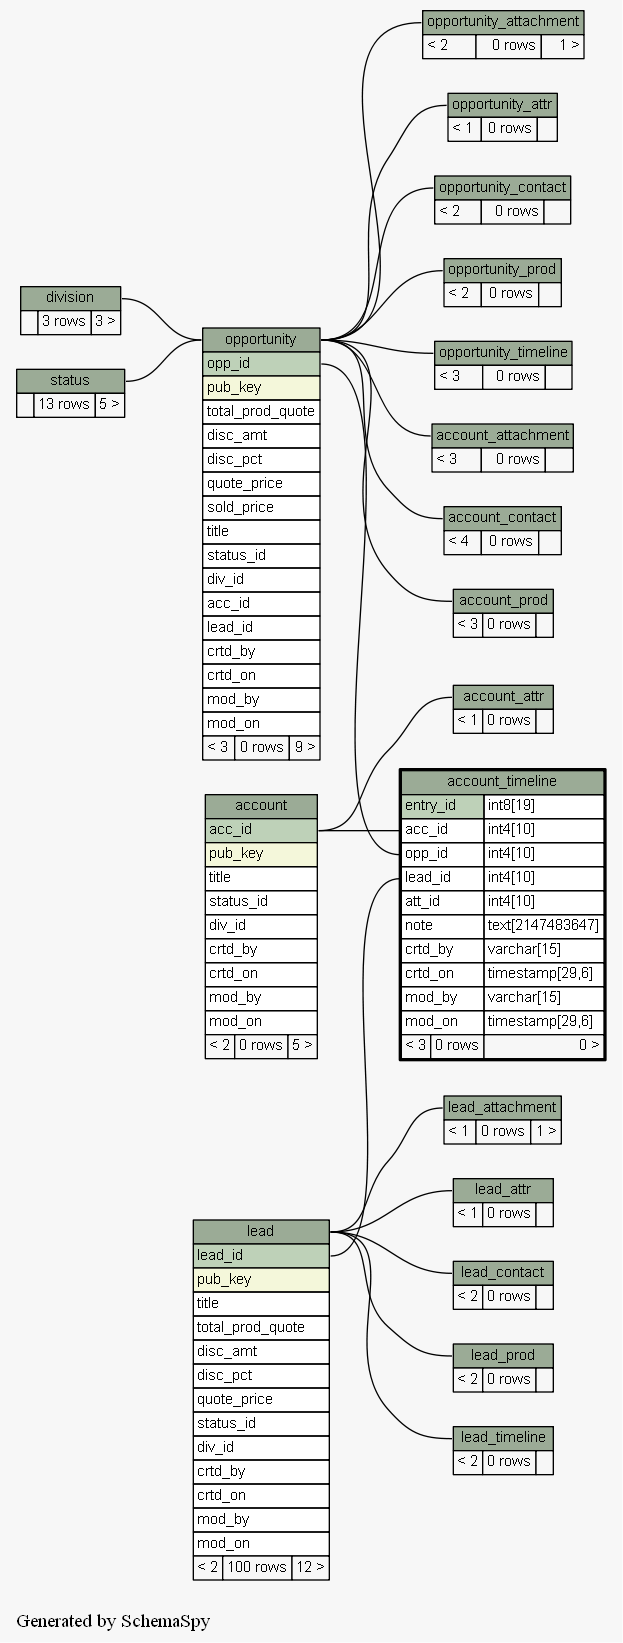 opportunity_attachment
< 2 0 rows 1 >
opportunity_attr
< 1 0 rows
opportunity_contact
< 2 0 rows
opportunity_prod
< 2 0 rows
division
3 rows 3 >
opportunity
opp_id
pub_key
total_prod_quote
disc_amt
disc_pct
quote_price
sold_price
title
status_id
div_id
acc_id
lead_id
crtd_by
crtd_on
mod_by
mod_on
< 3 0 rows 9 >
opportunity_timeline
< 3 0 rows
status
13 rows 5 >
account_attachment
< 3 0 rows
account_contact
< 4 0 rows
account_prod
< 3 0 rows
account_attr
< 1 0 rows
account_timeline
entry_id int8[19]
acc_id int4[10]
opp_id int4[10]
lead_id int4[10]
att_id int4[10]
note text[2147483647]
crtd_by varchar[15]
crtd_on timestamp[29,6]
mod_by varchar[15]
mod_on timestamp[29,6]
< 3 0 rows 0 >
account
acc_id
pub_key
title
status_id
div_id
crtd_by
crtd_on
mod_by
mod_on
< 2 0 rows 5 >
lead_attachment
< 1 0 rows 1 >
lead_attr
< 1 0 rows
lead_contact
< 2 0 rows
lead_prod
< 2 0 rows
lead_timeline
< 2 0 rows
lead
lead_id
pub_key
title
total_prod_quote
disc_amt
disc_pct
quote_price
status_id
div_id
crtd_by
crtd_on
mod_by
mod_on
< 2 100 rows 12 >
Generated by SchemaSpy